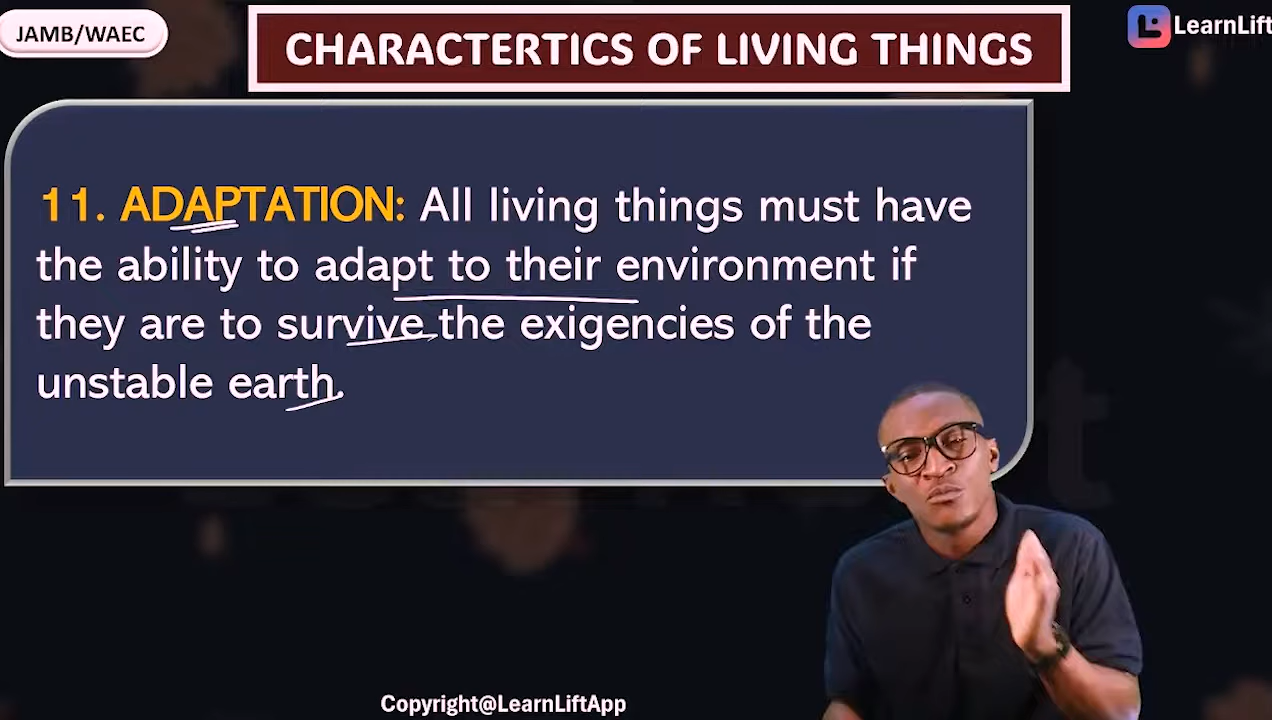 JAMB/WAEC
CHARACTERTICS OF LIVING THINGS
LearnLift
11. ADAPTATION: All living things must have
the ability to adapt to their environment if
they are to survive the exigencies of the
unstable earth.
Copyright@LearnLiftApp